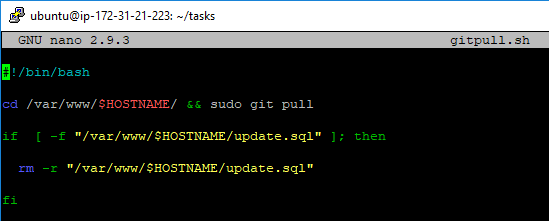 ubuntu@ip-172-31-21-223: ~/tasks
GNU nano 2.9.3 gitpull.sh
#!/bin/bash
cd /var/www/$HOSTNAME/ && sudo git pull
if  [ -f "/var/www/$HOSTNAME/update.sql" ]; then
  rm -r "/var/www/$HOSTNAME/update.sql"
fi